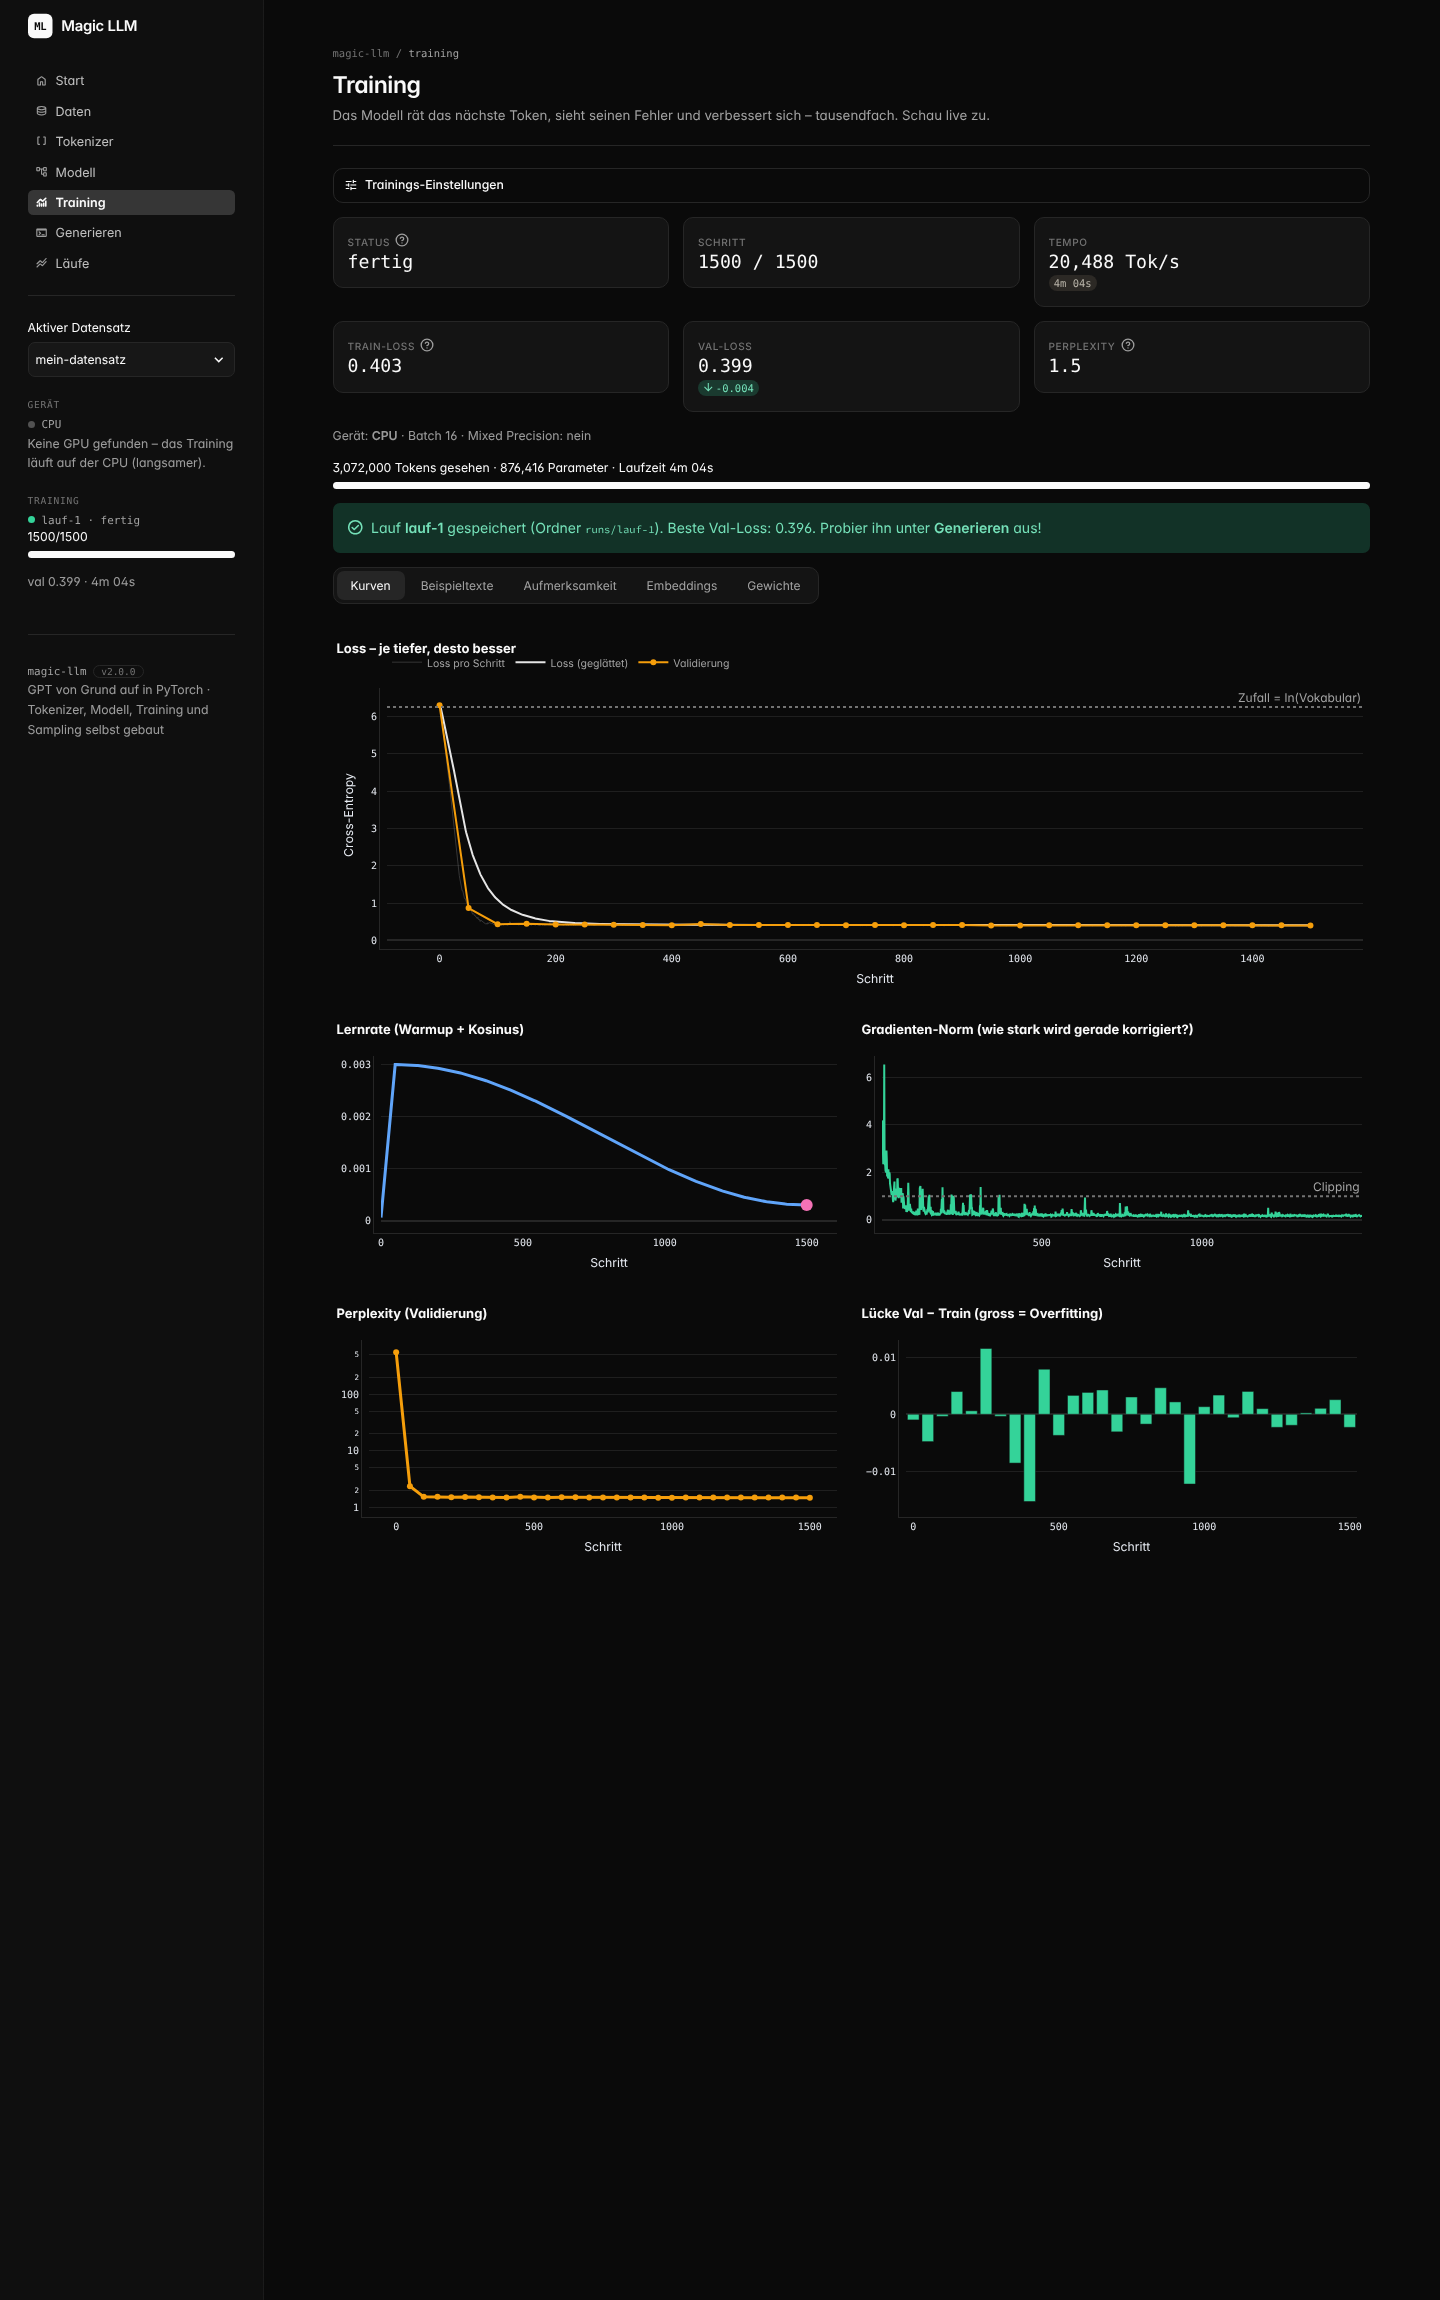 ML Magic LLM
Start
Daten
Tokenizer
Modell
Training
Generieren
Läufe
Aktiver Datensatz
mein-datensatz
GERÄT
CPU
Keine GPU gefunden – das Training
läuft auf der CPU (langsamer).
TRAINING
lauf-1 · fertig
1500/1500
val 0.399 · 4m 04s
magic-llm v2.0.0
GPT von Grund auf in PyTorch ·
Tokenizer, Modell, Training und
Sampling selbst gebaut
magic-llm / training
Training
Das Modell rät das nächste Token, sieht seinen Fehler und verbessert sich – tausendfach. Schau live zu.
Trainings-Einstellungen
STATUS
fertig
SCHRITT
1500 / 1500
TEMPO
20,488 Tok/s
4m 04s
TRAIN-LOSS
0.403
VAL-LOSS
0.399
-0.004
PERPLEXITY
1.5
Gerät: CPU · Batch 16 · Mixed Precision: nein
3,072,000 Tokens gesehen · 876,416 Parameter · Laufzeit 4m 04s
Lauf lauf-1 gespeichert (Ordner runs/lauf-1). Beste Val-Loss: 0.396. Probier ihn unter Generieren aus!
Kurven Beispieltexte Aufmerksamkeit Embeddings Gewichte
Loss – je tiefer, desto besser
Loss pro Schritt Loss (geglättet) Validierung
Zufall = ln(Vokabular)
6
5
4
3
2
1
0
Cross-Entropy
0 200 400 600 800 1000 1200 1400
Schritt
Lernrate (Warmup + Kosinus)
0.003
0.002
0.001
0
0 500 1000 1500
Schritt
Gradienten-Norm (wie stark wird gerade korrigiert?)
6
4
2
0
Clipping
500 1000
Schritt
Perplexity (Validierung)
5
2
100
5
2
10
5
2
1
0 500 1000 1500
Schritt
Lücke Val − Train (gross = Overfitting)
0.01
0
−0.01
0 500 1000 1500
Schritt